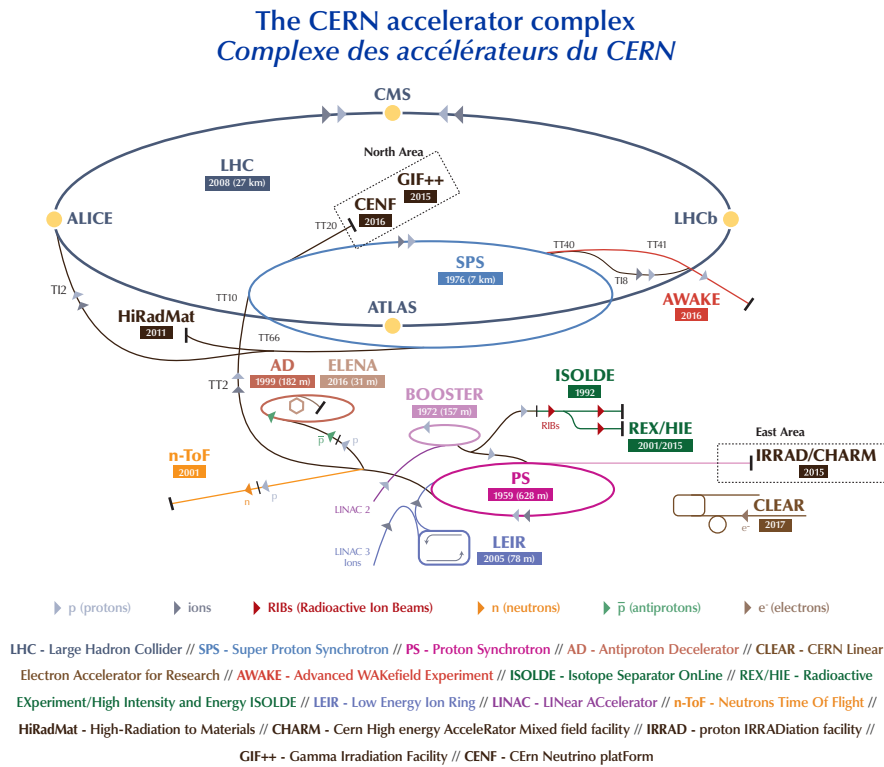 The CERN accelerator complex
Complexe des accélérateurs du CERN
CMS
North Area
LHC
2008 (27 km)
GIF++
2015
CENF
2016
TT20
ALICE
LHCb
TT40
TT41
SPS
1976 (7 km)
TI2
TI8
TT10
AWAKE
2016
ATLAS
HiRadMat
2011
TT66
AD
1999 (182 m)
ELENA
2016 (31 m)
TT2
ISOLDE
1992
BOOSTER
1972 (157 m)
RIBs
REX/HIE
2001/2015
p̅
p
East Area
n-ToF
2001
IRRAD/CHARM
2015
PS
1959 (628 m)
n
p
LINAC 2
CLEAR
2017
e-
LEIR
2005 (78 m)
LINAC 3
Ions
p (protons)
ions
RIBs (Radioactive Ion Beams)
n (neutrons)
p̅ (antiprotons)
e- (electrons)
LHC - Large Hadron Collider // SPS - Super Proton Synchrotron // PS - Proton Synchrotron // AD - Antiproton Decelerator // CLEAR - CERN Linear
Electron Accelerator for Research // AWAKE - Advanced WAKefield Experiment // ISOLDE - Isotope Separator OnLine // REX/HIE - Radioactive
EXperiment/High Intensity and Energy ISOLDE // LEIR - Low Energy Ion Ring // LINAC - LINear ACcelerator // n-ToF - Neutrons Time Of Flight //
HiRadMat - High-Radiation to Materials // CHARM - Cern High energy AcceleRator Mixed field facility // IRRAD - proton IRRADiation facility //
GIF++ - Gamma Irradiation Facility // CENF - CErn Neutrino platForm